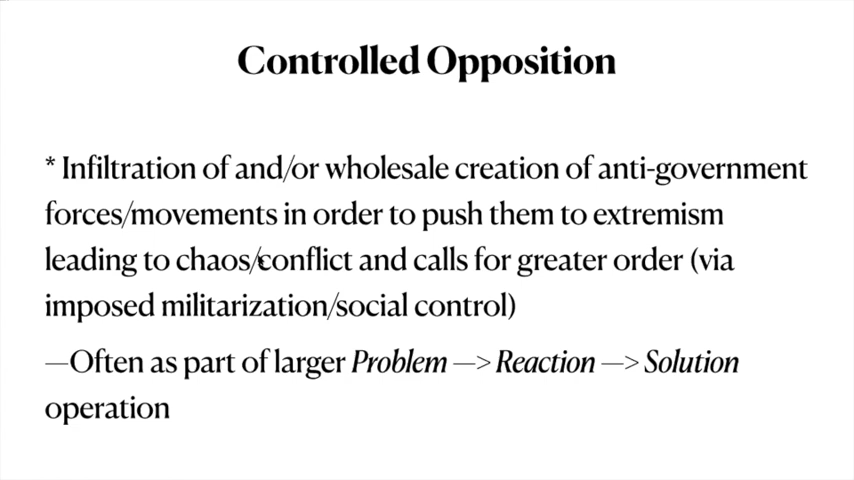 Controlled Opposition
* Infiltration of and/or wholesale creation of anti-government
forces/movements in order to push them to extremism
leading to chaos/conflict and calls for greater order (via
imposed militarization/social control)
—Often as part of larger Problem —> Reaction —> Solution
operation